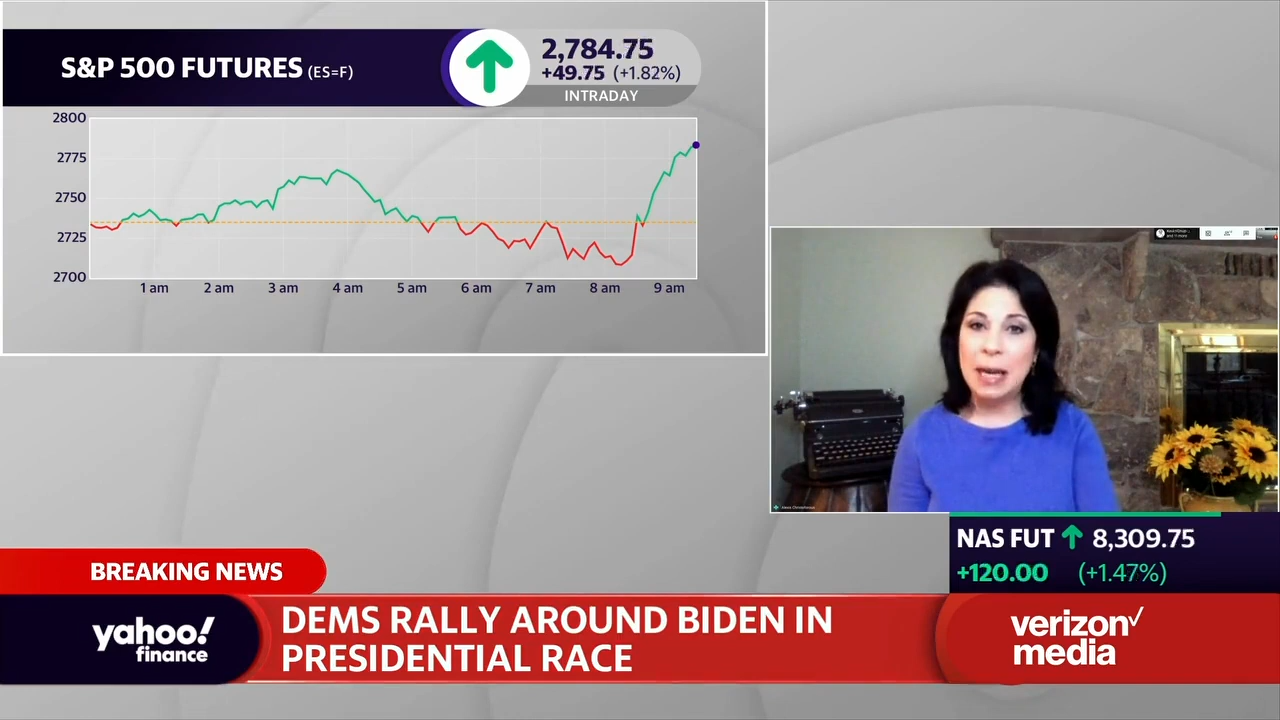 S&P 500 FUTURES (ES=F)
2,784.75
+49.75 (+1.82%)
INTRADAY
2800
2775
2750
2725
2700
1 am 2 am 3 am 4 am 5 am 6 am 7 am 8 am 9 am
NAS FUT 8,309.75
+120.00 (+1.47%)
BREAKING NEWS
yahoo!
finance
DEMS RALLY AROUND BIDEN IN
PRESIDENTIAL RACE
verizon
media